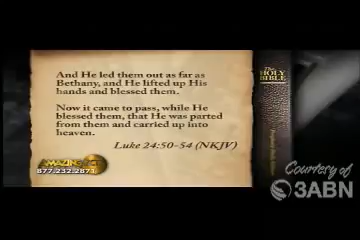 And He led them out as far as
Bethany, and He lifted up His
hands and blessed them.
Now it came to pass, while He
blessed them, that He was parted
from them and carried up into
heaven.
Luke 24:50-54 (NKJV)
The
HOLY
BIBLE
AMAZING
877.232.2871
Courtesy of
3ABN